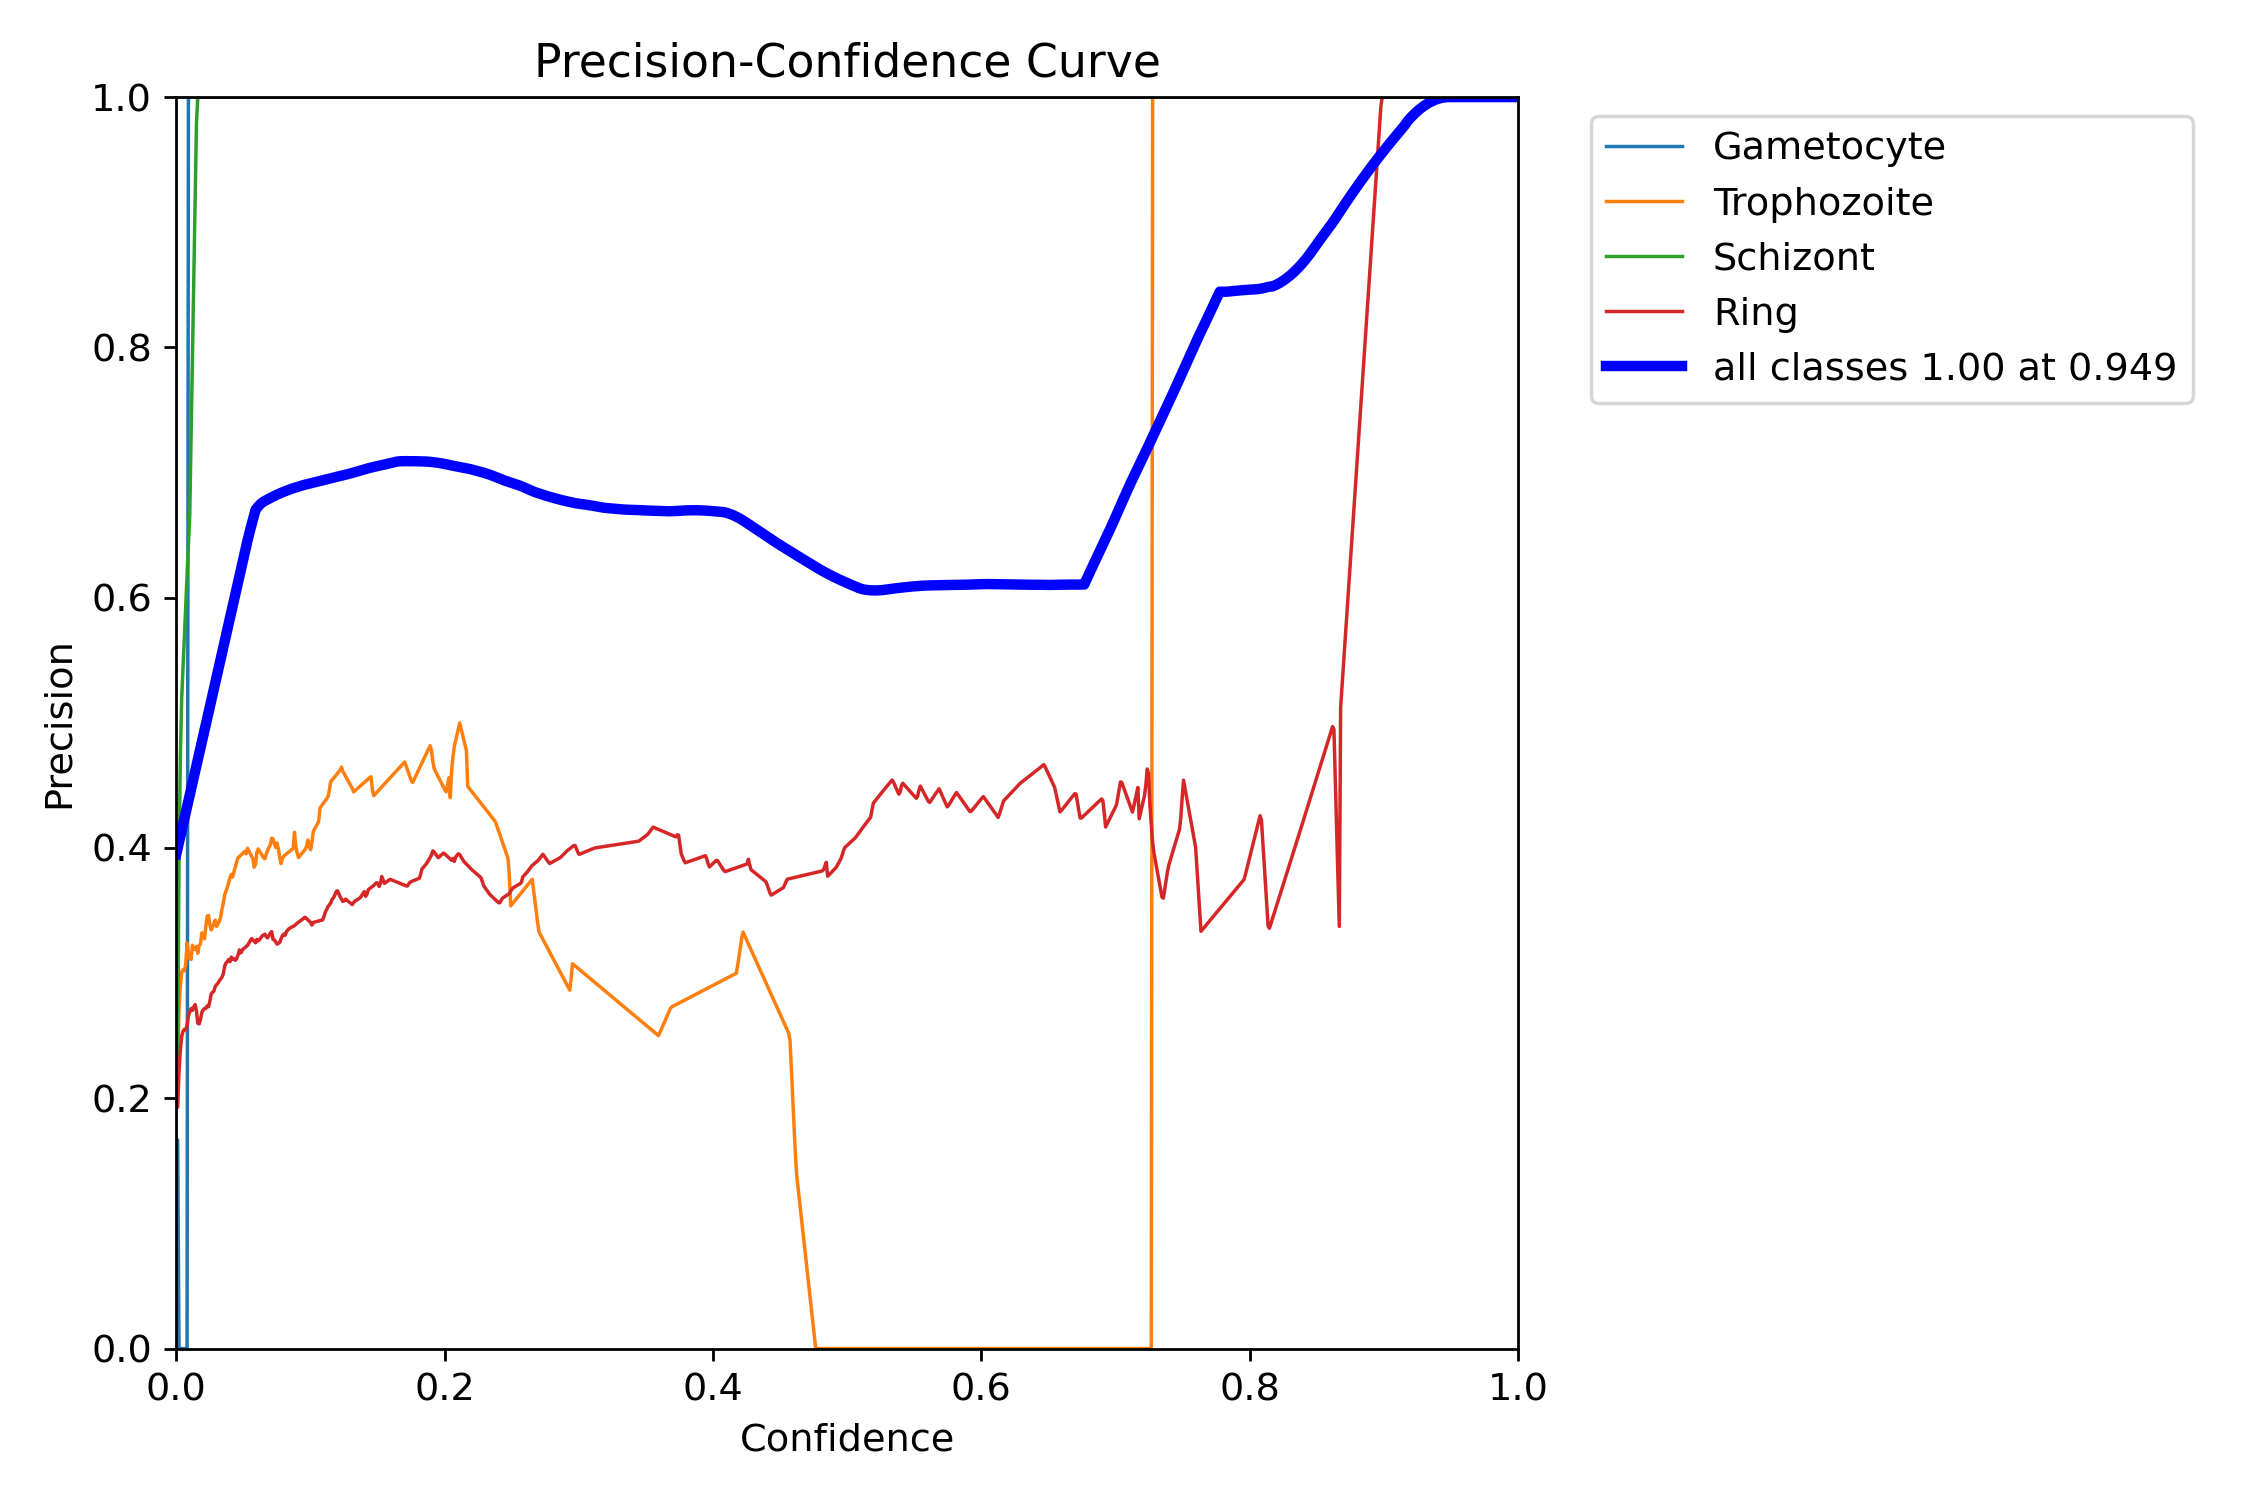 Precision-Confidence Curve
1.0
0.8
0.6
0.4
0.2
0.0
Precision
0.0 0.2 0.4 0.6 0.8 1.0
Confidence
Gametocyte
Trophozoite
Schizont
Ring
all classes 1.00 at 0.949